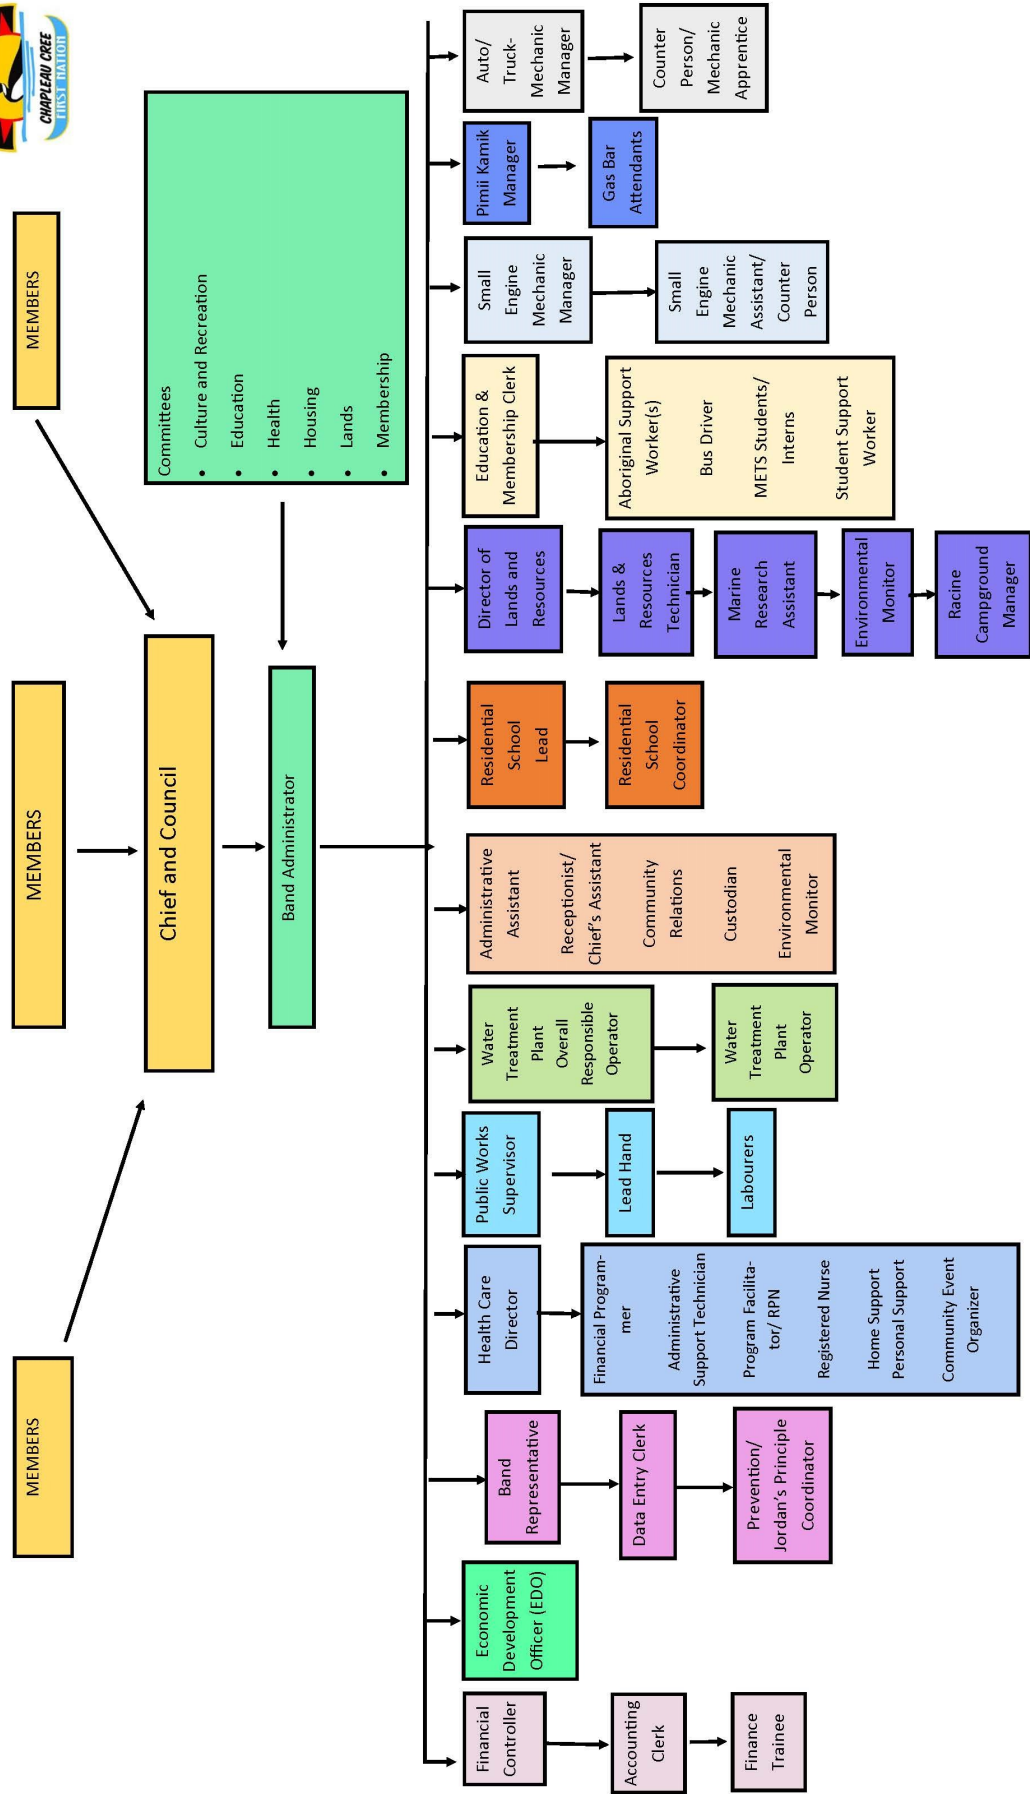 CHAPLEAU CREE
FIRST NATION
MEMBERS
MEMBERS
MEMBERS
Chief and Council
Band Administrator
Committees
• Culture and Recreation
• Education
• Health
• Housing
• Lands
• Membership
Financial
Controller
Accounting
Clerk
Finance
Trainee
Economic
Development
Officer (EDO)
Band
Representative
Data Entry Clerk
Prevention/
Jordan's Principle
Coordinator
Health Care
Director
Financial Program-
mer
Administrative
Support Technician
Program Facilita-
tor/ RPN
Registered Nurse
Home Support
Personal Support
Community Event
Organizer
Public Works
Supervisor
Lead Hand
Labourers
Water
Treatment
Plant
Overall
Responsible
Operator
Water
Treatment
Plant
Operator
Administrative
Assistant
Receptionist/
Chief's Assistant
Community
Relations
Custodian
Environmental
Monitor
Residential
School
Lead
Residential
School
Coordinator
Director of
Lands and
Resources
Lands &
Resources
Technician
Marine
Research
Assistant
Environmental
Monitor
Racine
Campground
Manager
Education &
Membership Clerk
Aboriginal Support
Worker(s)
Bus Driver
METS Students/
Interns
Student Support
Worker
Small
Engine
Mechanic
Manager
Small
Engine
Mechanic
Assistant/
Counter
Person
Pimii Kamik
Manager
Gas Bar
Attendants
Auto/
Truck-
Mechanic
Manager
Counter
Person/
Mechanic
Apprentice